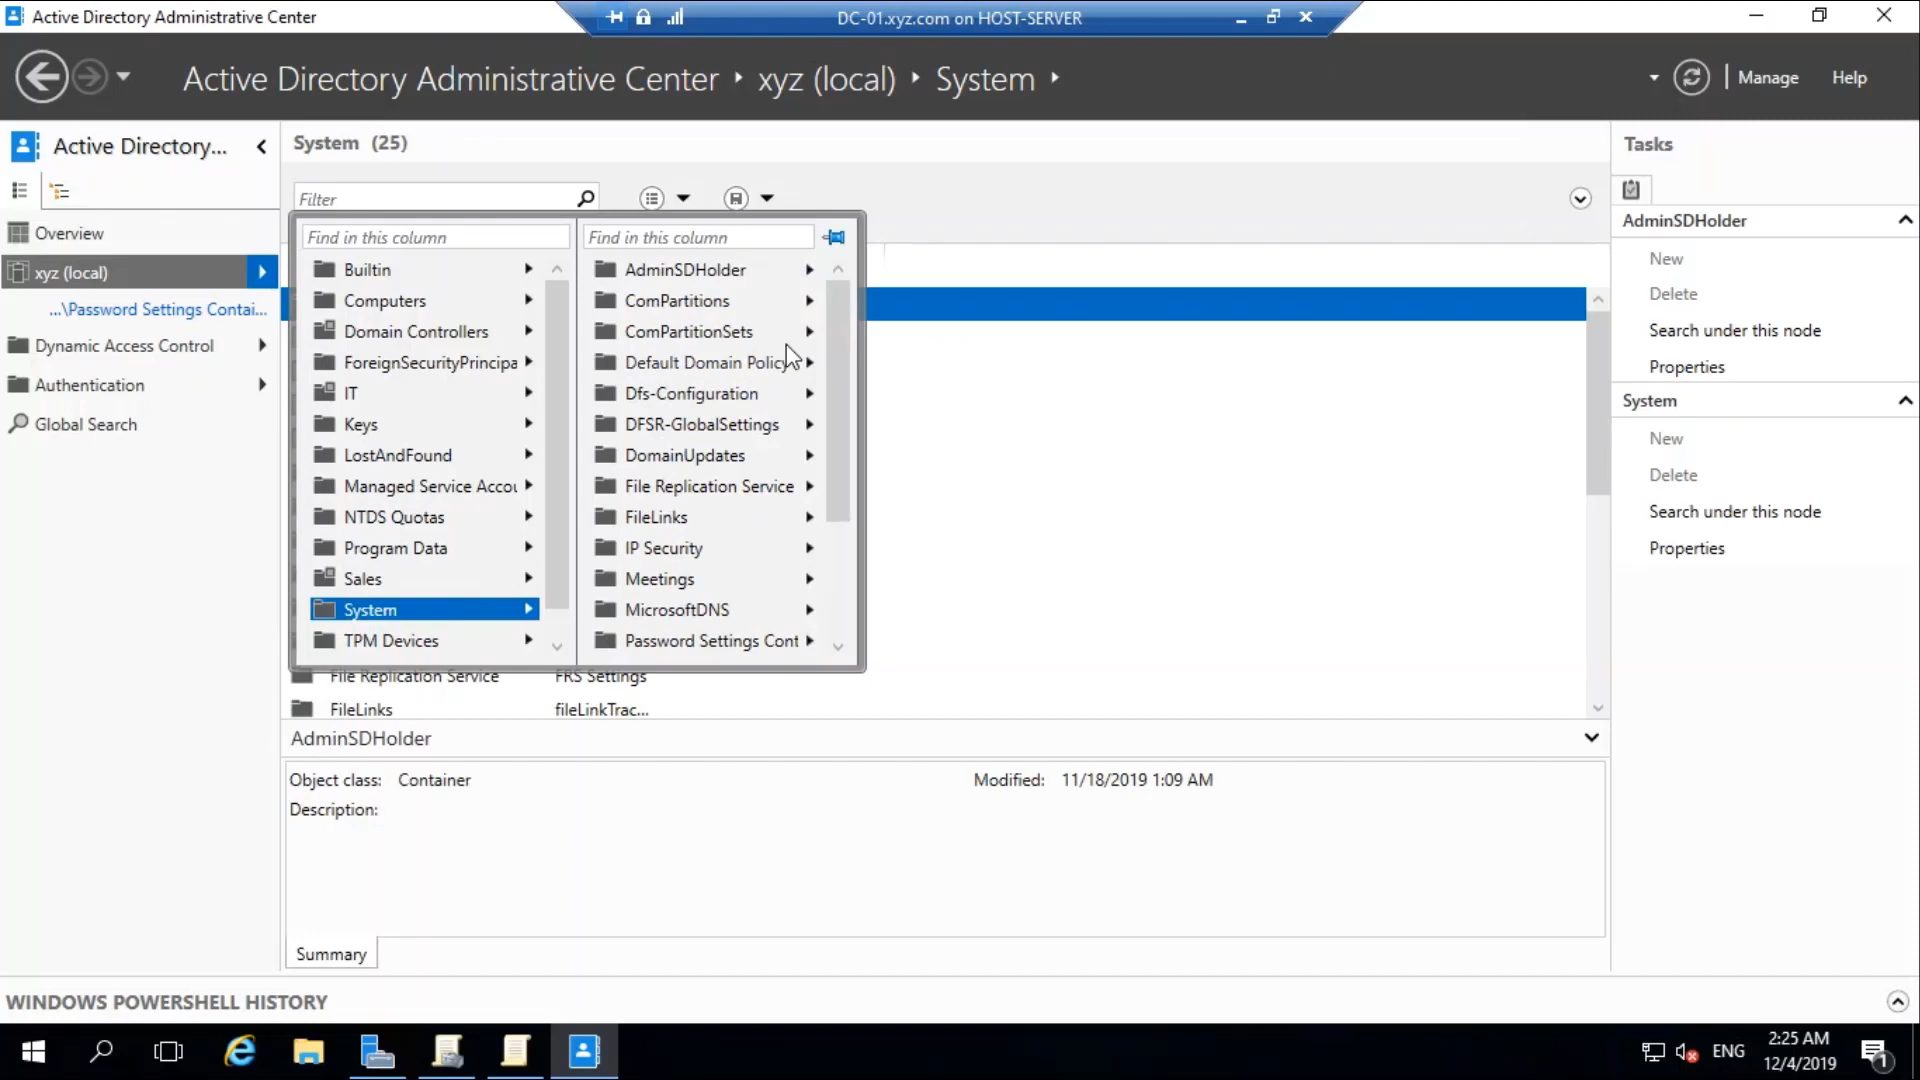 Active Directory Administrative Center
DC-01.xyz.com on HOST-SERVER
Active Directory Administrative Center
xyz (local)
System
Manage
Help
Active Directory...
Overview
xyz (local)
...\Password Settings Contai...
Dynamic Access Control
Authentication
Global Search
System (25)
Filter
Find in this column
Builtin
Computers
Domain Controllers
ForeignSecurityPrincipa
IT
Keys
LostAndFound
Managed Service Accou
NTDS Quotas
Program Data
Sales
System
TPM Devices
Find in this column
AdminSDHolder
ComPartitions
ComPartitionSets
Default Domain Policy
Dfs-Configuration
DFSR-GlobalSettings
DomainUpdates
File Replication Service
FileLinks
IP Security
Meetings
MicrosoftDNS
Password Settings Cont
File Replication Service FRS Settings
FileLinks fileLinkTrac...
AdminSDHolder
Object class: Container
Modified: 11/18/2019 1:09 AM
Description:
Summary
Tasks
AdminSDHolder
New
Delete
Search under this node
Properties
System
New
Delete
Search under this node
Properties
WINDOWS POWERSHELL HISTORY
ENG
2:25 AM
12/4/2019
1